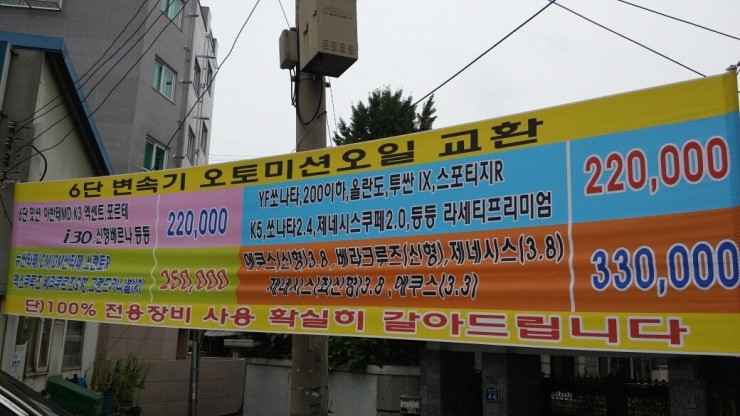 6단 변속기 오토미션오일 교환
아반테MD.K3,엑센트,포르테
i30,신형베르나,등등
220,000
YF쏘나타,200이하,올란도,투싼 IX,스포티지R
K5,쏘나타2.4,제네시스쿠페2.0,등등 라세티프리미엄
220,000
250,000
에쿠스(신형)3.8,베라크루즈(신형),제네시스(3.8)
제네시스(최신형)3.8,에쿠스(3.3)
330,000
단)100% 전용장비 사용 확실히 갈아드립니다